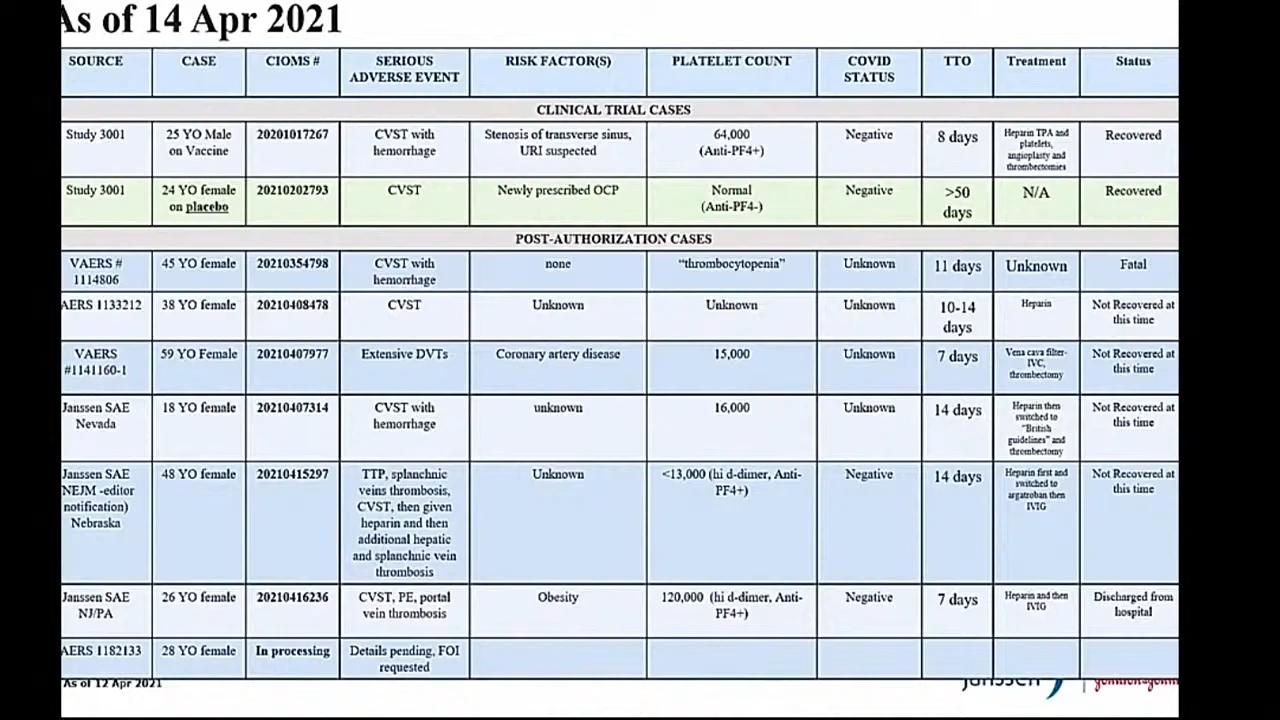 As of 14 Apr 2021
SOURCE CASE CIOMS # SERIOUS ADVERSE EVENT RISK FACTOR(S) PLATELET COUNT COVID STATUS TTO Treatment Status
CLINICAL TRIAL CASES
Study 3001 25 YO Male on Vaccine 20201017267 CVST with hemorrhage Stenosis of transverse sinus, URI suspected 64,000 (Anti-PF4+) Negative 8 days Heparin TPA and platelets, angioplasty and thrombectomies Recovered
Study 3001 24 YO female on placebo 20210202793 CVST Newly prescribed OCP Normal (Anti-PF4-) Negative >50 days N/A Recovered
POST-AUTHORIZATION CASES
VAERS # 1114806 45 YO female 20210354798 CVST with hemorrhage none “thrombocytopenia” Unknown 11 days Unknown Fatal
AERS 1133212 38 YO female 20210408478 CVST Unknown Unknown Unknown 10-14 days Heparin Not Recovered at this time
VAERS #1141160-1 59 YO Female 20210407977 Extensive DVTs Coronary artery disease 15,000 Unknown 7 days Vena cava filter-IVC, thrombectomy Not Recovered at this time
Janssen SAE Nevada 18 YO female 20210407314 CVST with hemorrhage unknown 16,000 Unknown 14 days Heparin then switched to “British guidelines” and thrombectomy Not Recovered at this time
Janssen SAE NEJM -editor notification) Nebraska 48 YO female 20210415297 TTP, splanchnic veins thrombosis, CVST, then given heparin and then additional hepatic and splanchnic vein thrombosis Unknown <13,000 (hi d-dimer, Anti-PF4+) Negative 14 days Heparin first and switched to argatroban then IVIG Not Recovered at this time
Janssen SAE NJ/PA 26 YO female 20210416236 CVST, PE, portal vein thrombosis Obesity 120,000 (hi d-dimer, Anti-PF4+) Negative 7 days Heparin and then IVIG Discharged from hospital
AERS 1182133 28 YO female In processing Details pending, FOI requested
As of 12 Apr 2021
Janssen